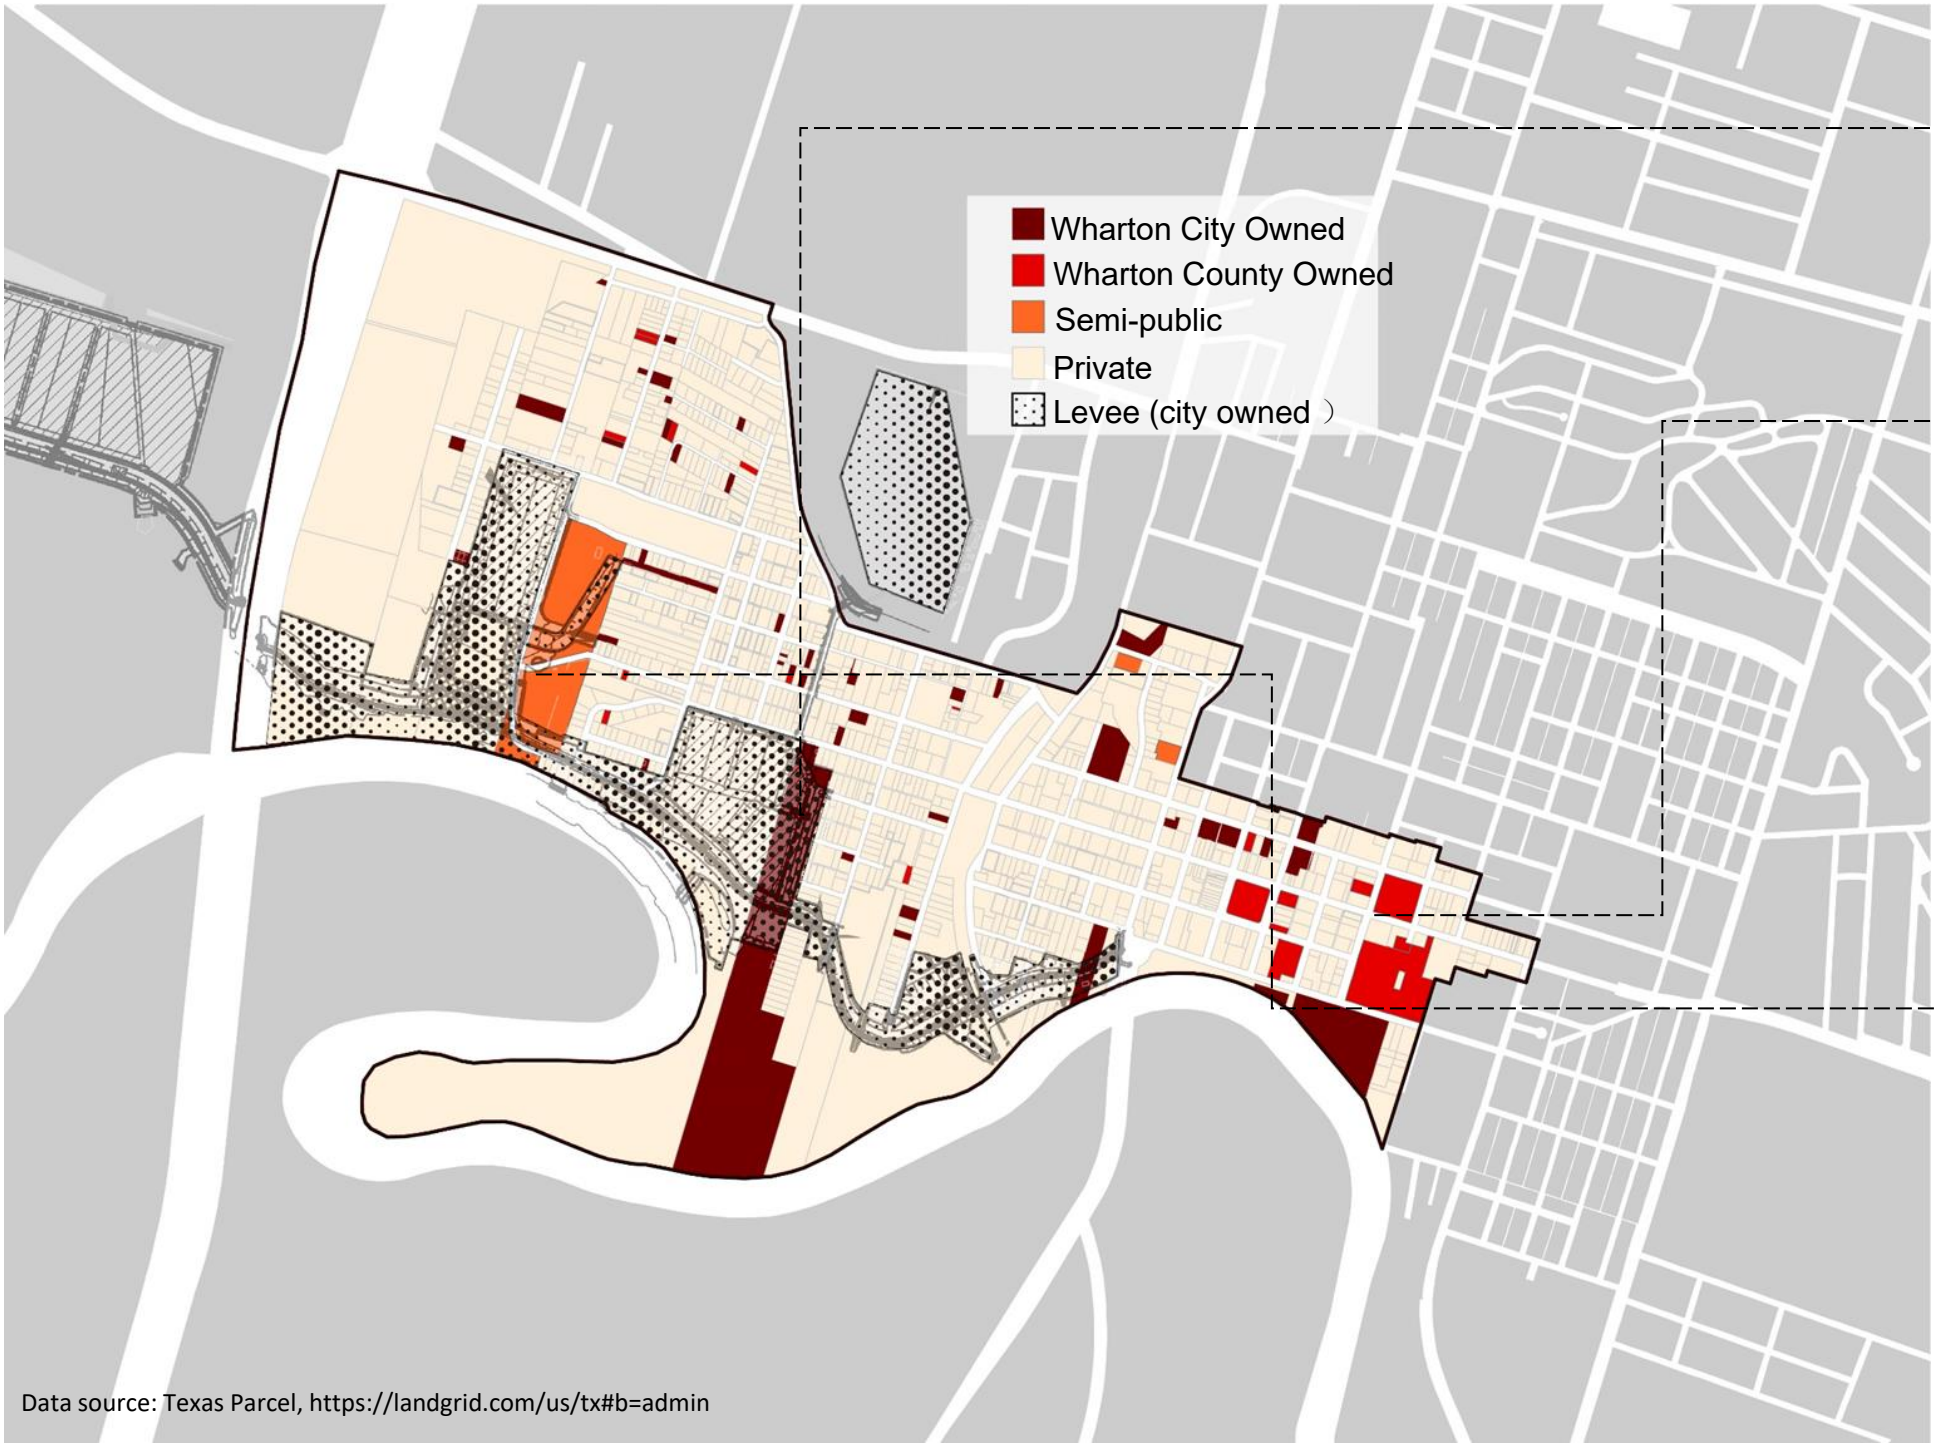 Wharton City Owned
Wharton County Owned
Semi-public
Private
Levee (city owned ）
Data source: Texas Parcel, https://landgrid.com/us/tx#b=admin